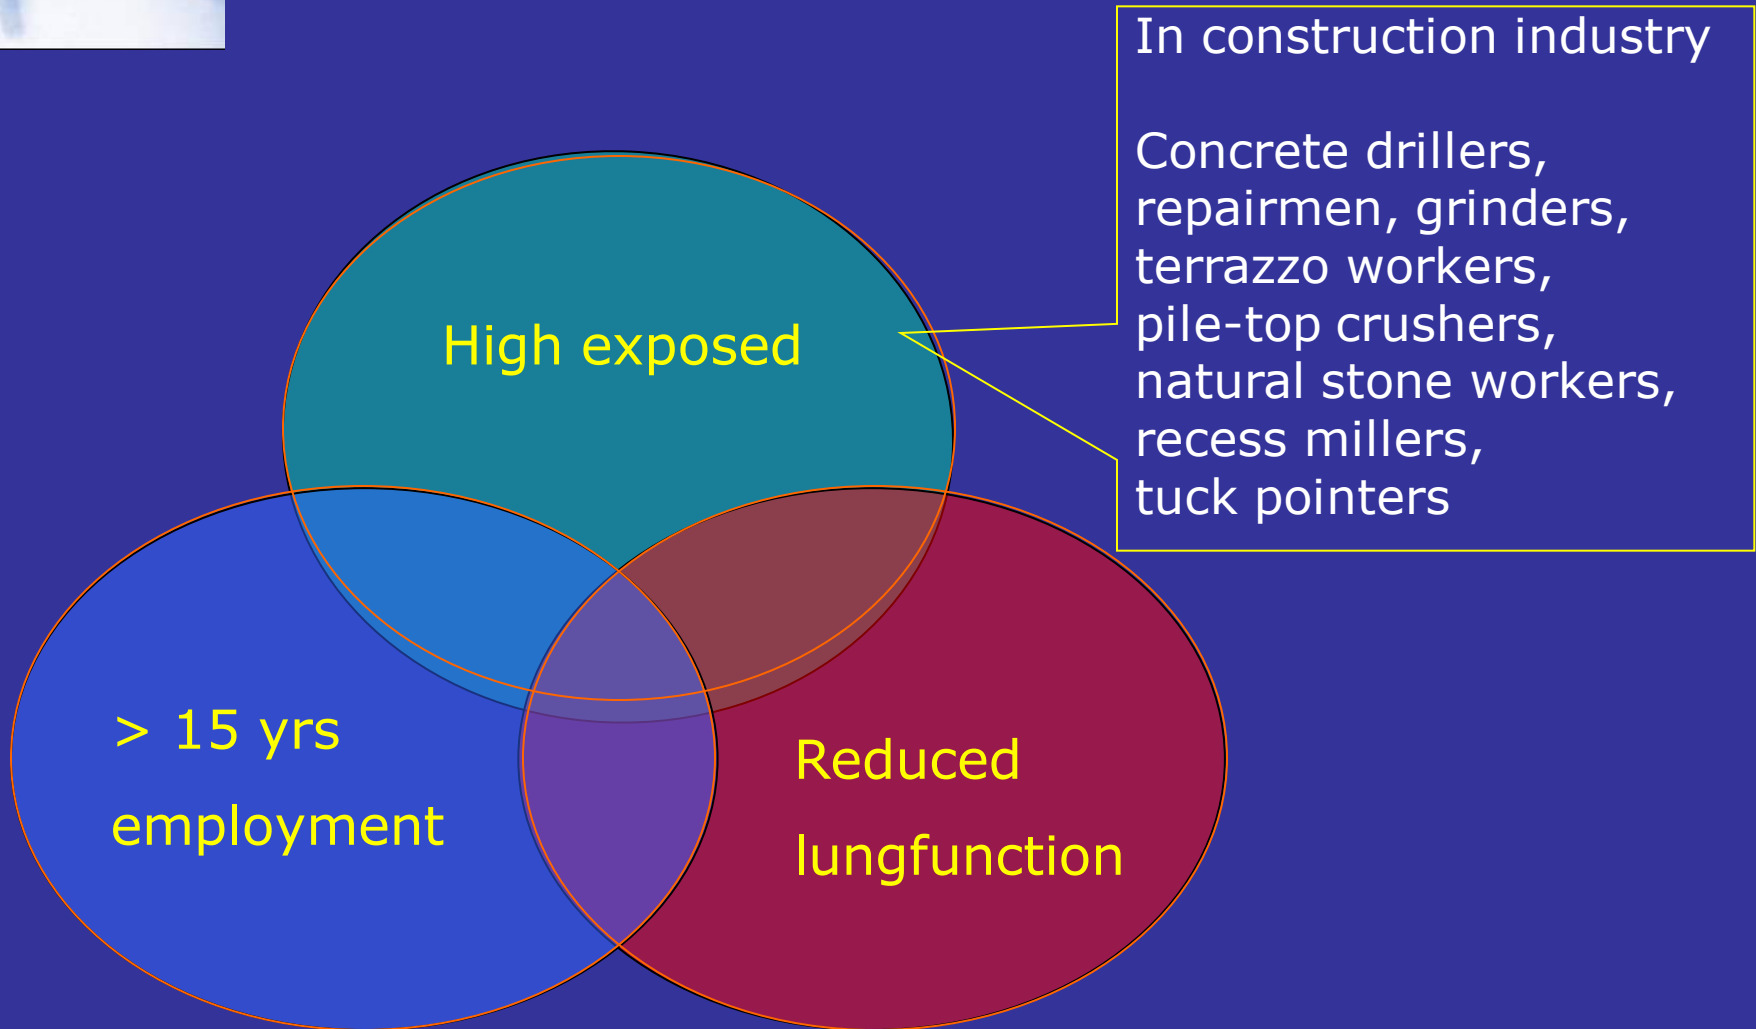 In construction industry
Concrete drillers,
repairmen, grinders,
terrazzo workers,
pile-top crushers,
natural stone workers,
recess millers,
tuck pointers
High exposed
> 15 yrs
employment
Reduced
lungfunction